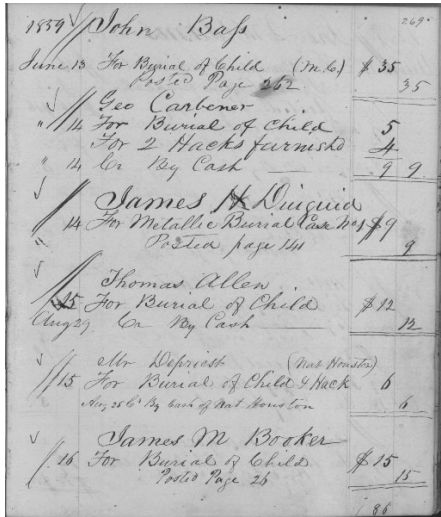 1859 John Bass 269.
June 13 For Burial of Child (M.C.) $35
Posted Page 262 35
Geo Carbener
" 14 For Burial of Child 5
For 2 Hacks furnished 4
" 14 Cr By Cash 9 9
James H Diuguid
14 For Metallic Burial Case No 1 $9
" Posted page 141 9
Thomas Allen
15 For Burial of Child $12
Aug 29 Cr By Cash 12
Mr Depriest (Nat Houston)
15 For Burial of Child & Hack 6
Aug 25 Cr By Cash of Nat Houston 6
James M Booker
16 For Burial of Child $15
Posted Page 26 15
86